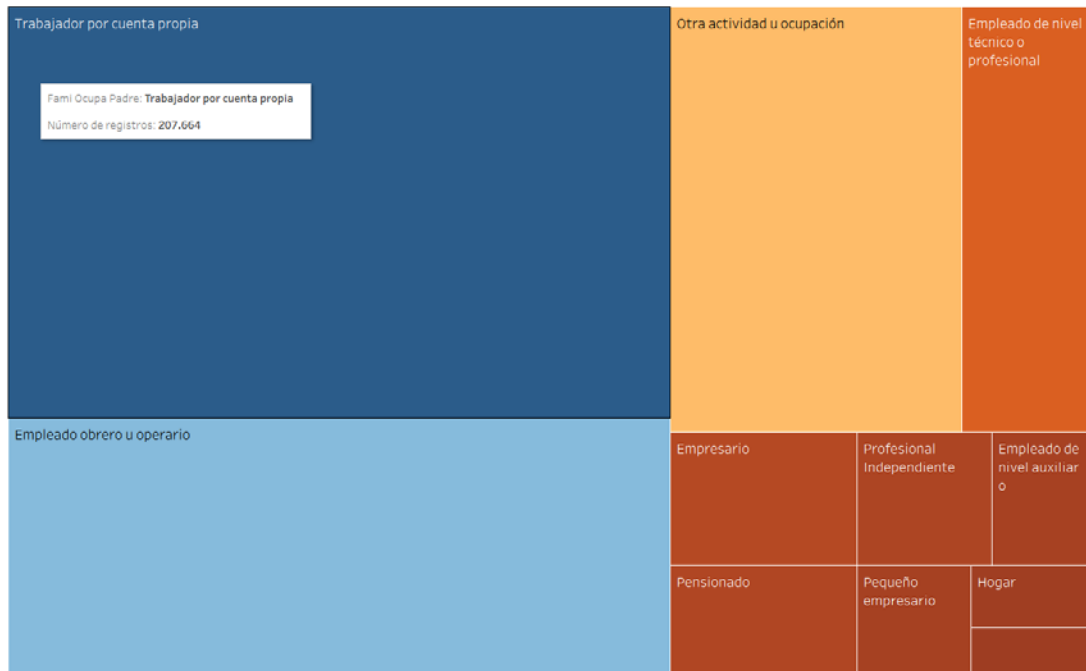 Trabajador por cuenta propia
Fami Ocupa Padre: Trabajador por cuenta propia
Número de registros: 207.664
Otra actividad u ocupación
Empleado de nivel
técnico o
profesional
Empleado obrero u operario
Empresario
Profesional
Independiente
Empleado de
nivel auxiliar
o
Pensionado
Pequeño
empresario
Hogar